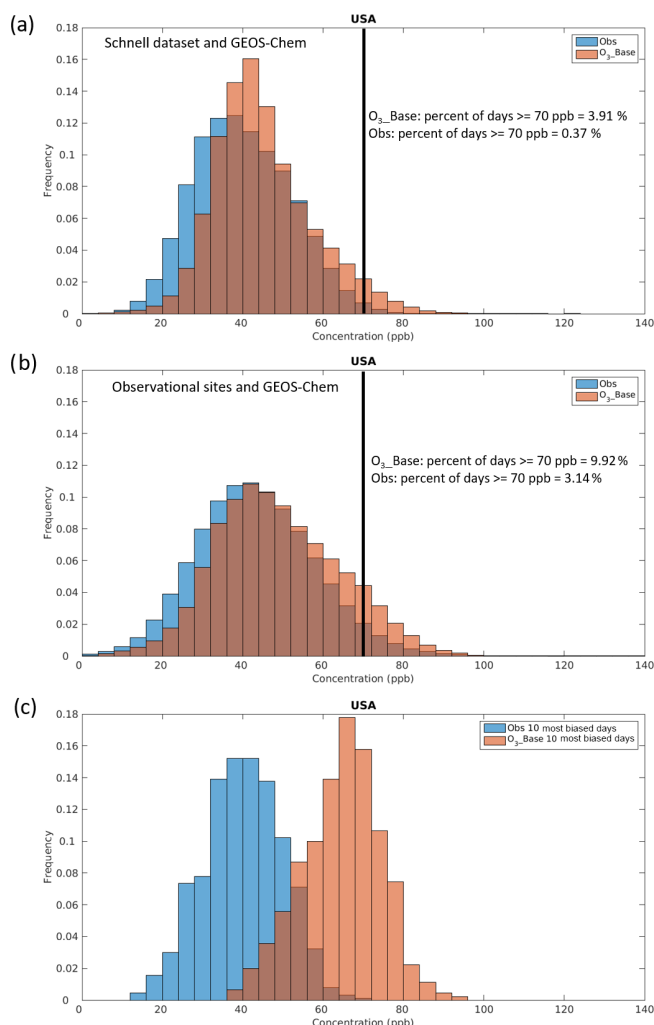 (a)
USA
0.18
0.16
0.14
0.12
0.1
0.08
0.06
0.04
0.02
0
Frequency
Schnell dataset and GEOS-Chem
Obs
O₃_Base
O₃_Base: percent of days >= 70 ppb = 3.91 %
Obs: percent of days >= 70 ppb = 0.37 %
0 20 40 60 80 100 120 140
Concentration (ppb)
(b)
USA
0.18
0.16
0.14
0.12
0.1
0.08
0.06
0.04
0.02
0
Frequency
Observational sites and GEOS-Chem
Obs
O₃_Base
O₃_Base: percent of days >= 70 ppb = 9.92 %
Obs: percent of days >= 70 ppb = 3.14 %
0 20 40 60 80 100 120 140
Concentration (ppb)
(c)
USA
0.18
0.16
0.14
0.12
0.1
0.08
0.06
0.04
0.02
0
Frequency
Obs 10 most biased days
O₃_Base 10 most biased days
0 20 40 60 80 100 120 140
Concentration (ppb)